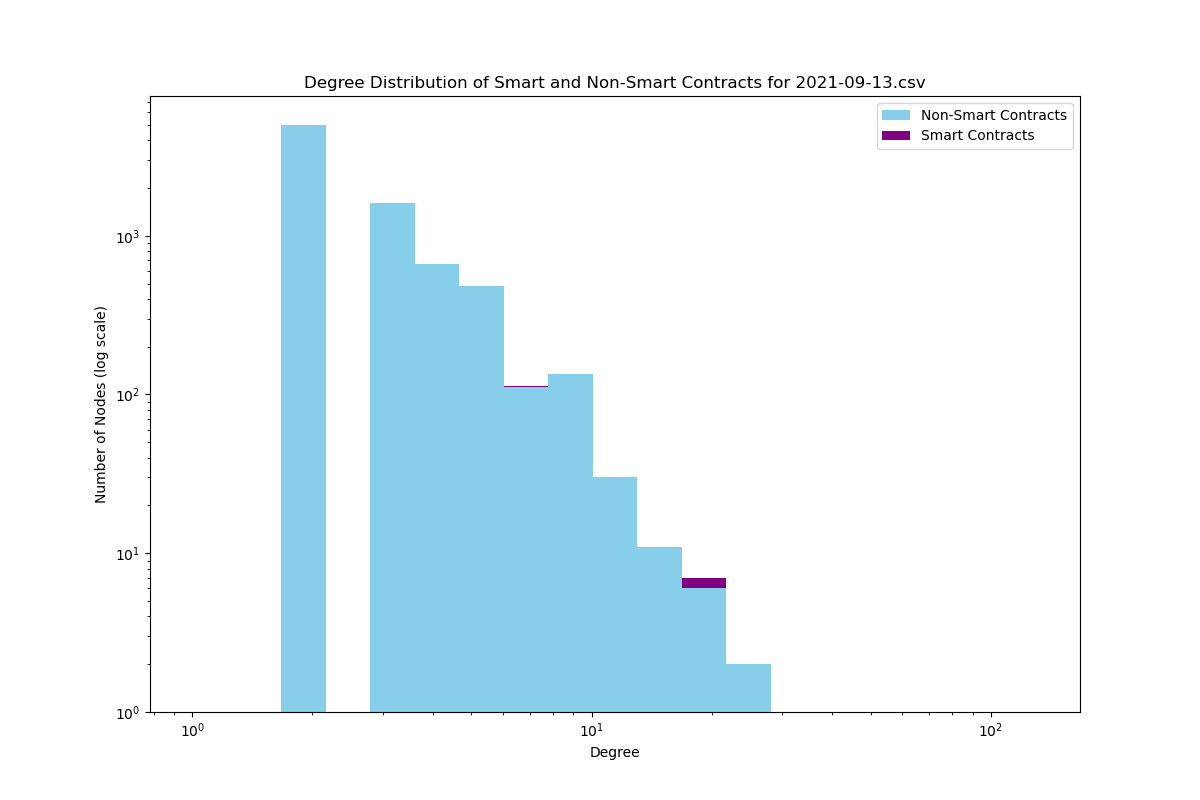 Degree Distribution of Smart and Non-Smart Contracts for 2021-09-13.csv
Non-Smart Contracts
Smart Contracts
Number of Nodes (log scale)
10³
10²
10¹
10⁰
10⁰ 10¹ 10²
Degree